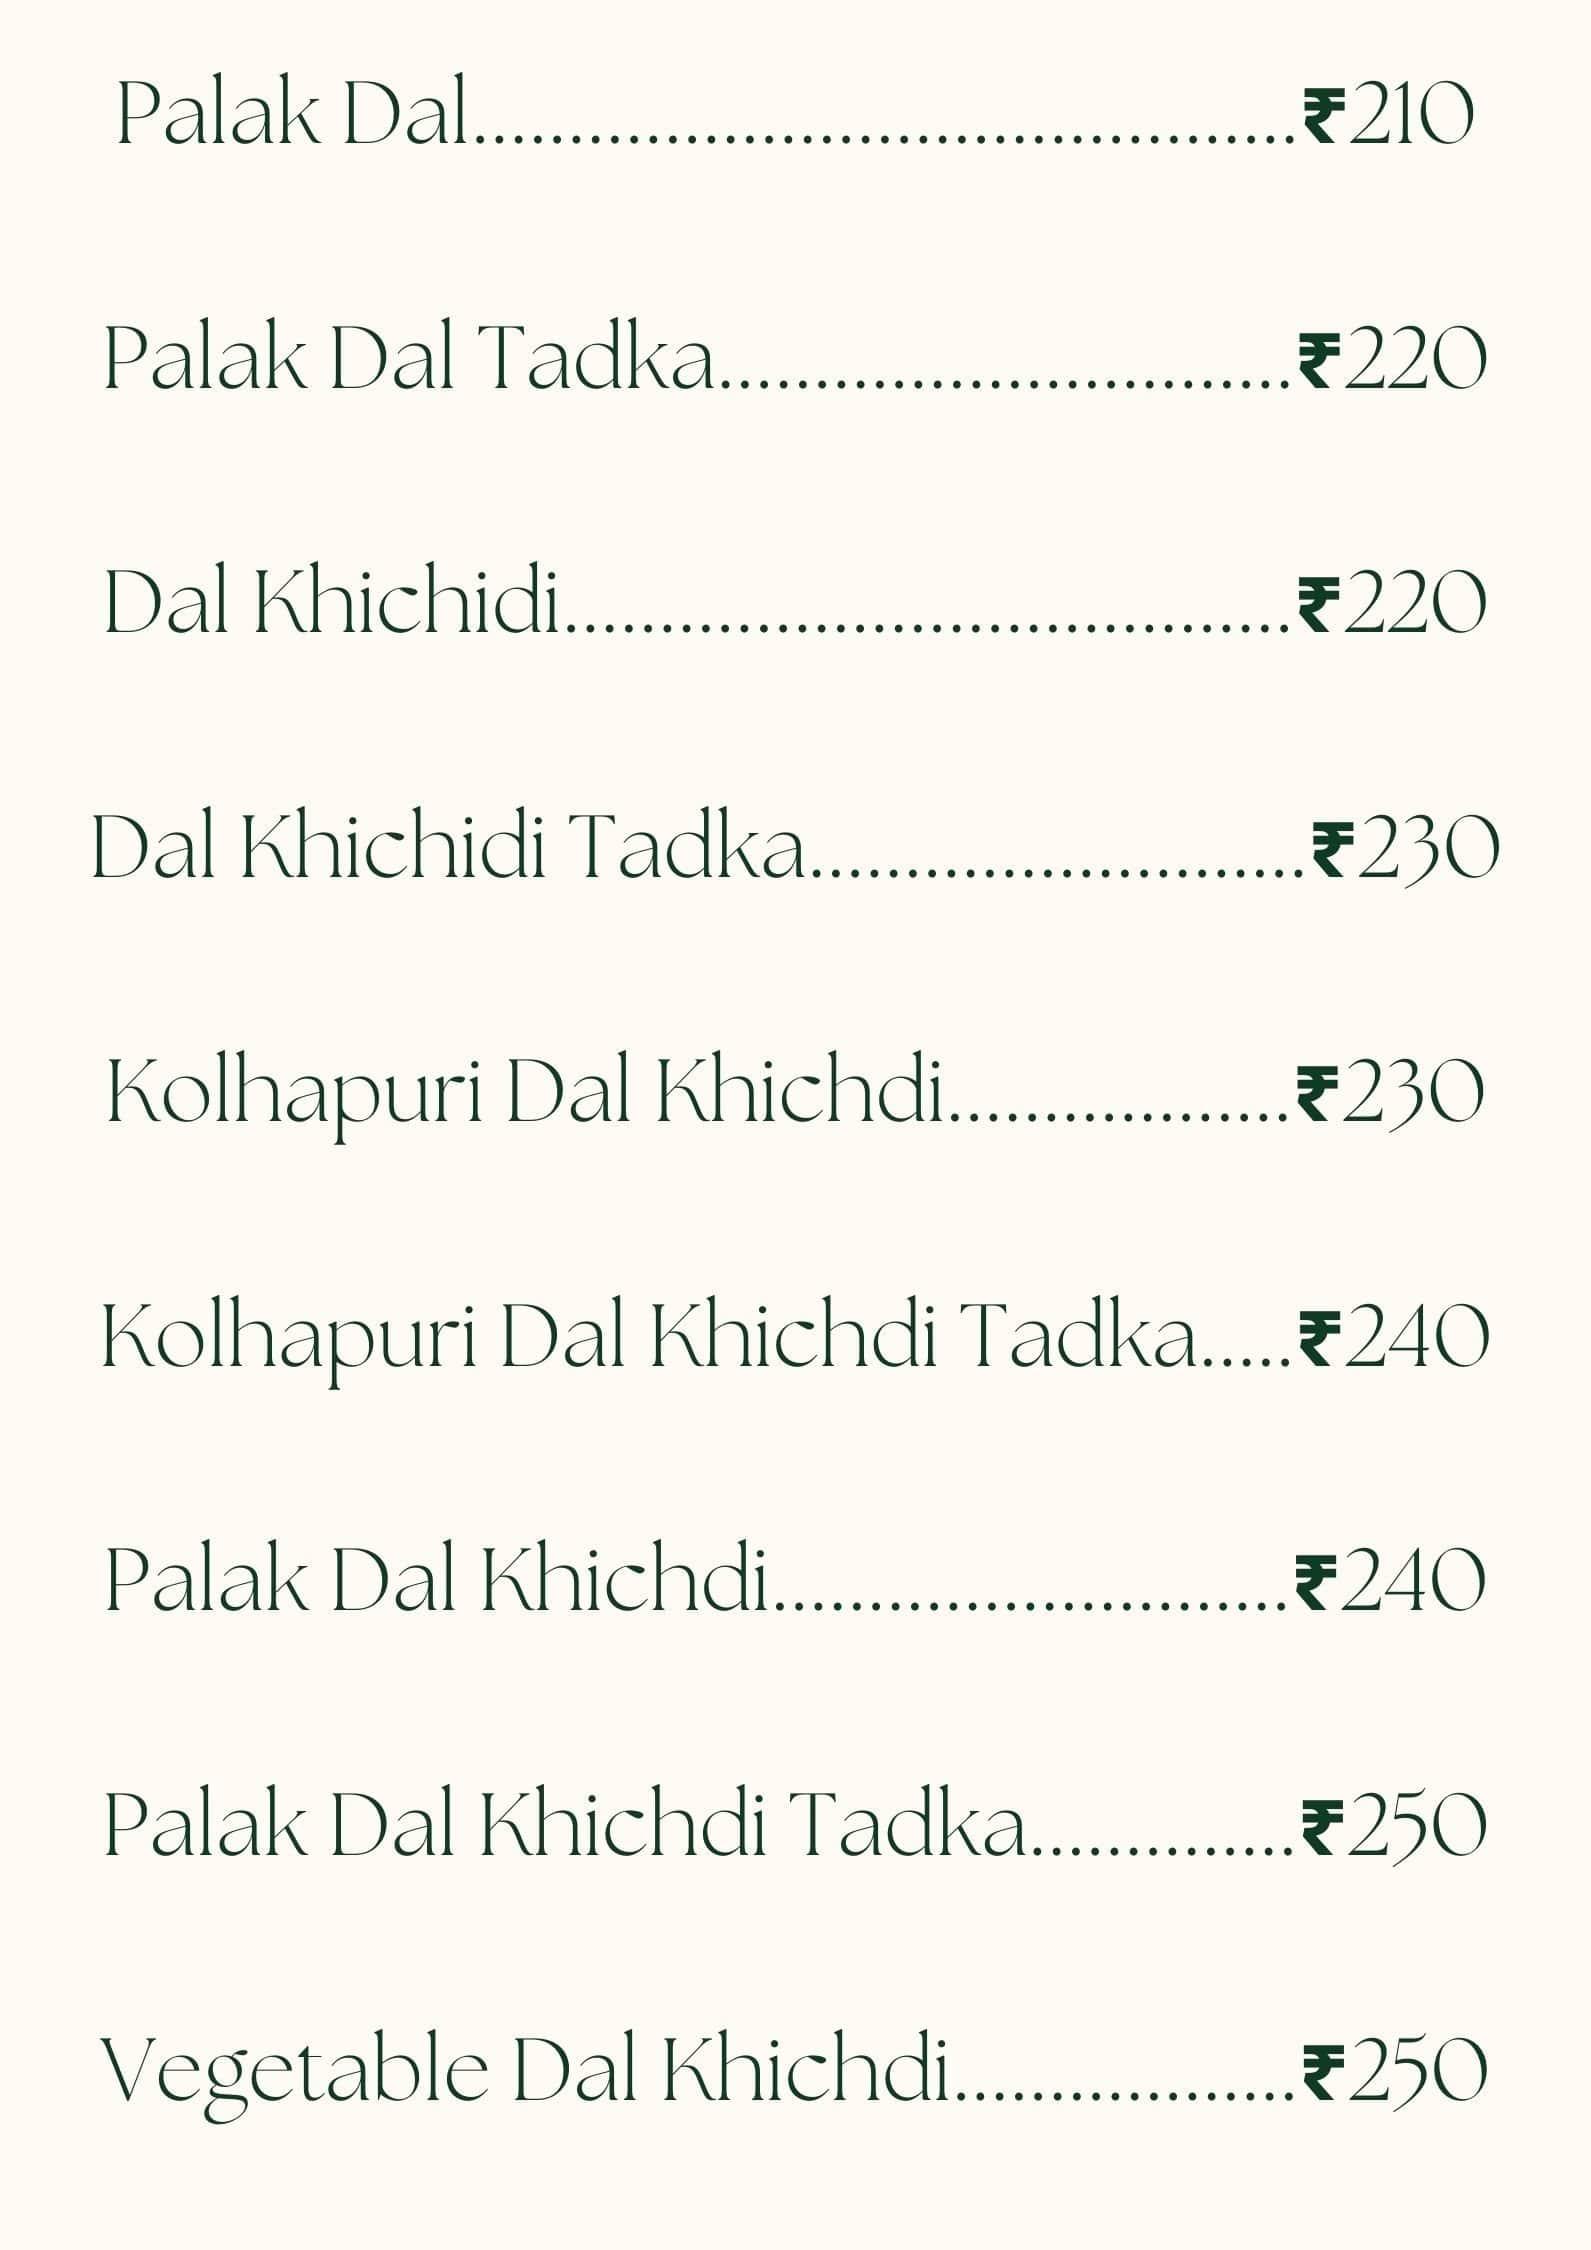 Palak Dal...........................................₹210
Palak Dal Tadka..............................₹220
Dal Khichidi......................................₹220
Dal Khichidi Tadka..........................₹230
Kolhapuri Dal Khichdi..................₹230
Kolhapuri Dal Khichdi Tadka.....₹240
Palak Dal Khichdi...........................₹240
Palak Dal Khichdi Tadka..............₹250
Vegetable Dal Khichdi..................₹250